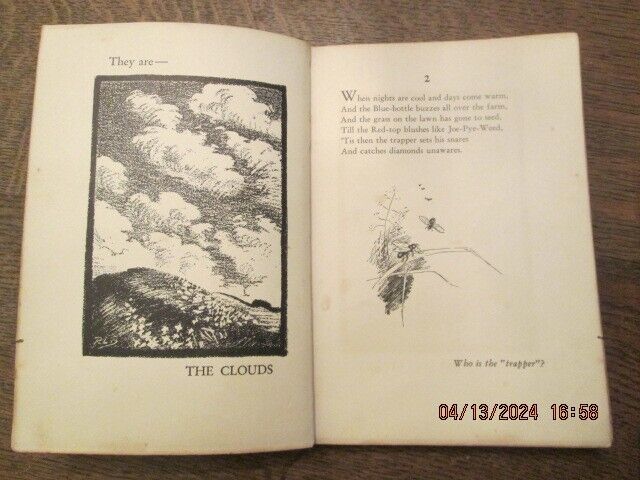 They are—
THE CLOUDS
2
When nights are cool and days come warm,
And the Blue-bottle buzzes all over the farm,
And the grass on the lawn has gone to seed,
Till the Red-top blushes like Joe-Pye-Weed,
'Tis then the trapper sets his snares
And catches diamonds unawares.
Who is the "trapper"?
04/13/2024 16:58